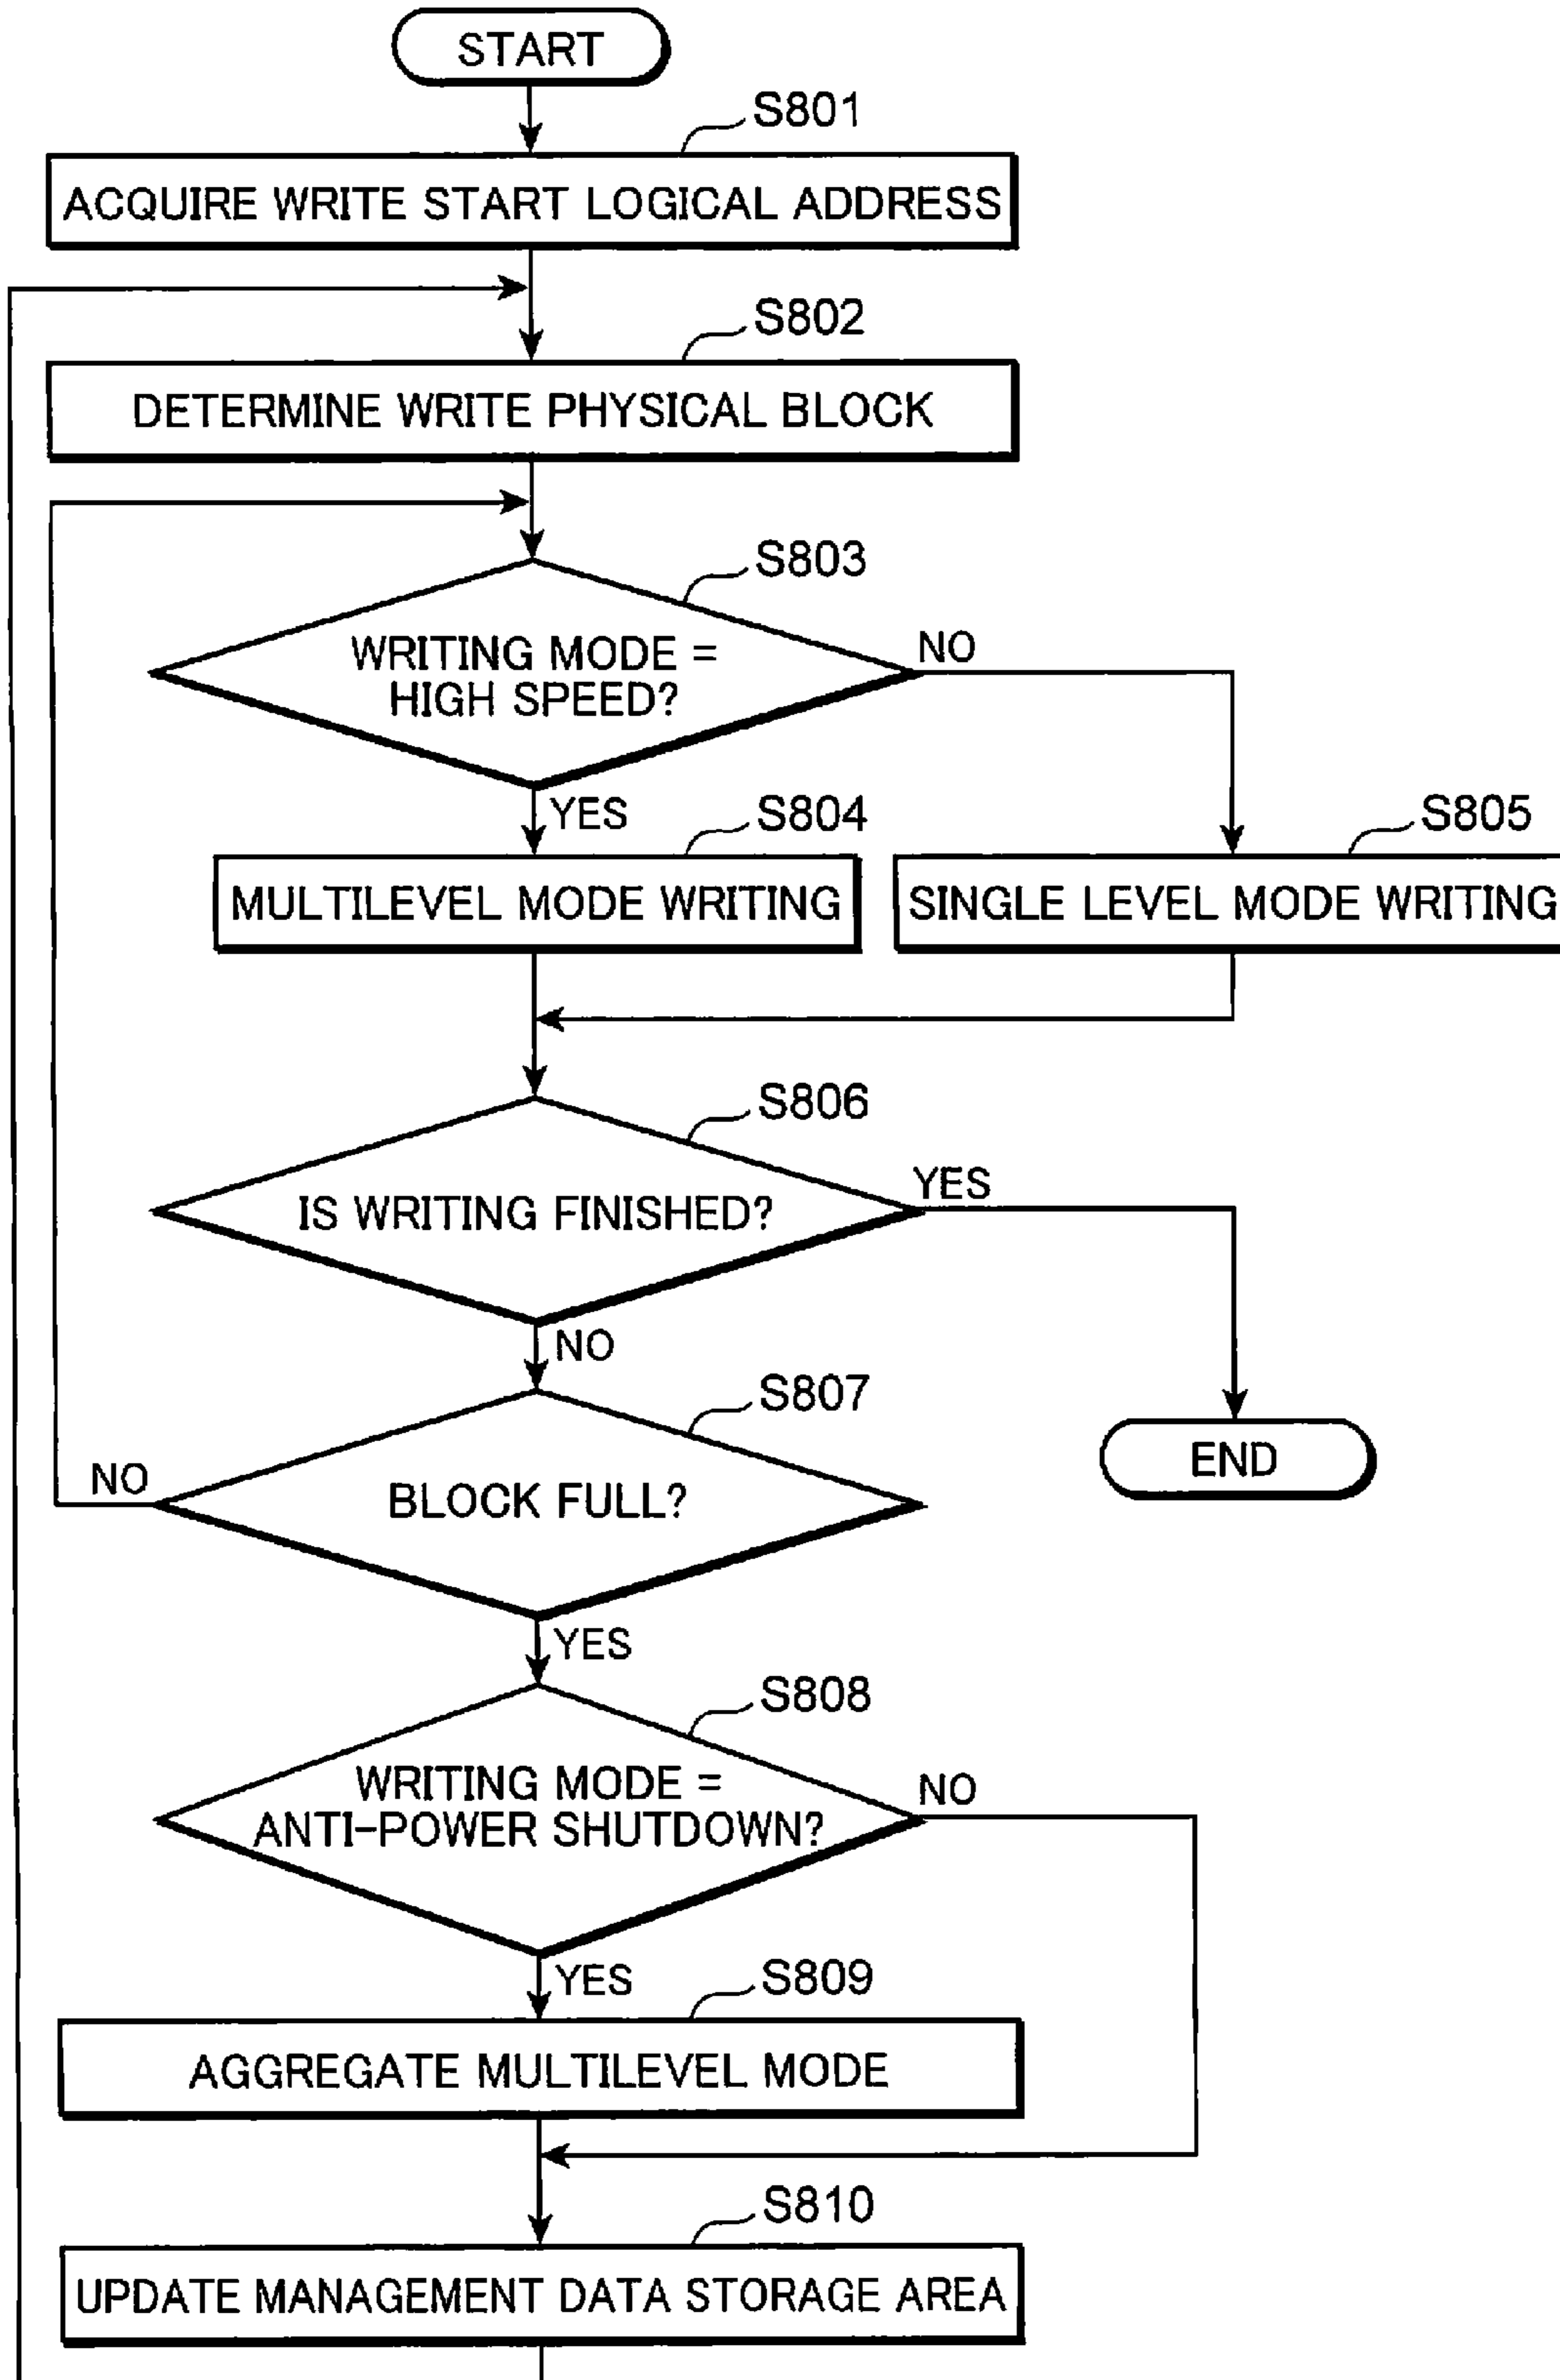 START
S801
ACQUIRE WRITE START LOGICAL ADDRESS
S802
DETERMINE WRITE PHYSICAL BLOCK
S803
WRITING MODE =
HIGH SPEED?
NO
YES
S804
S805
MULTILEVEL MODE WRITING
SINGLE LEVEL MODE WRITING
S806
IS WRITING FINISHED?
YES
NO
S807
BLOCK FULL?
NO
END
YES
S808
WRITING MODE =
ANTI-POWER SHUTDOWN?
NO
YES
S809
AGGREGATE MULTILEVEL MODE
S810
UPDATE MANAGEMENT DATA STORAGE AREA